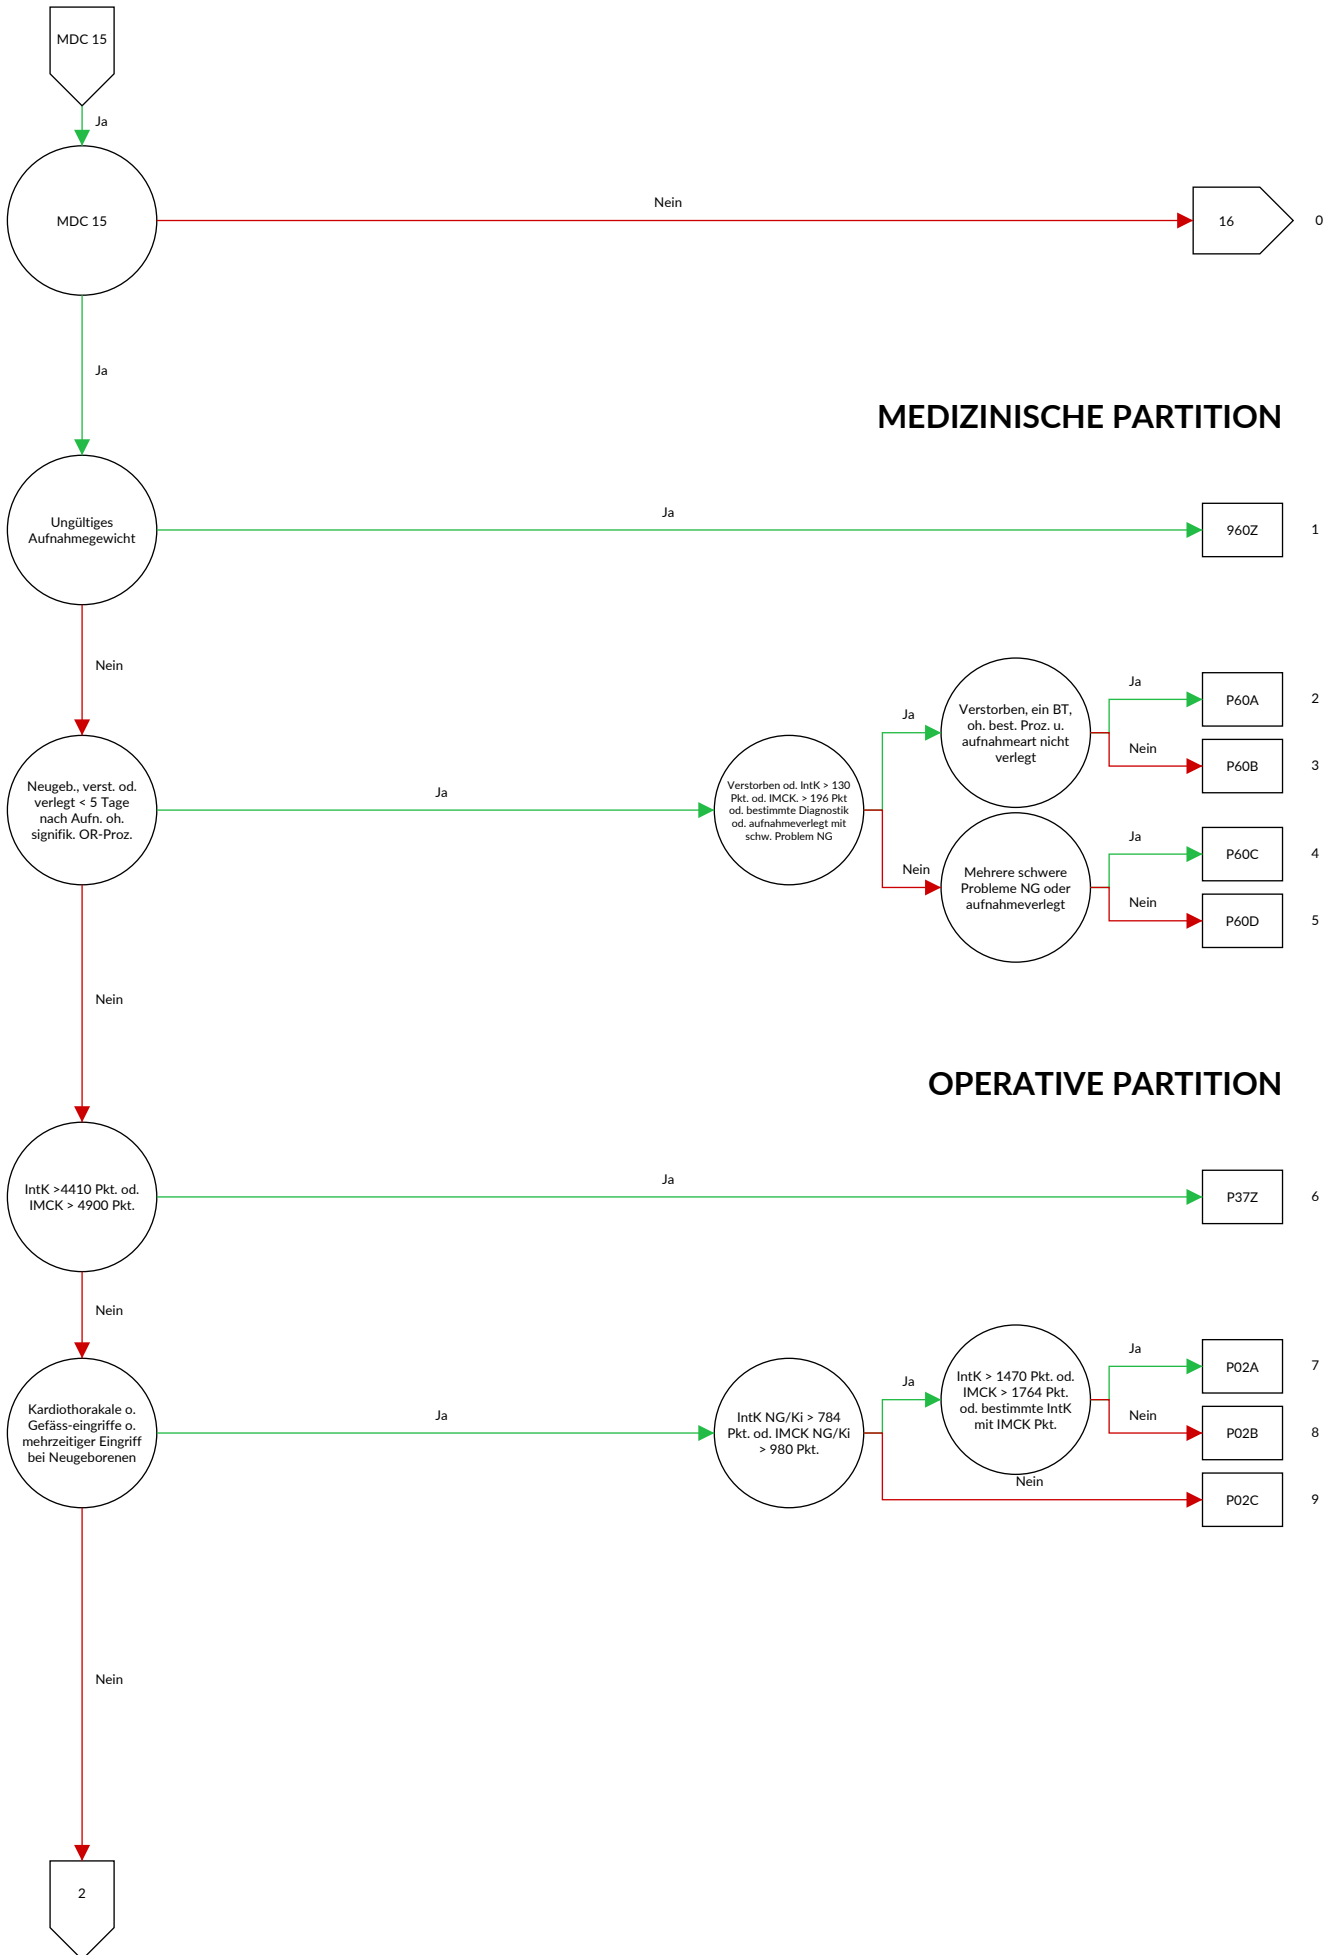 MDC 15
Ja
MDC 15
Nein
16
0
Ja
MEDIZINISCHE PARTITION
Ungültiges
Aufnahmegewicht
Ja
960Z
1
Nein
Neugeb., verst. od.
verlegt < 5 Tage
nach Aufn. oh.
signifik. OR-Proz.
Ja
Verstorben od. IntK > 130
Pkt. od. IMCK. > 196 Pkt
od. bestimmte Diagnostik
od. aufnahmeverlegt mit
schw. Problem NG
Ja
Verstorben, ein BT,
oh. best. Proz. u.
aufnahmeart nicht
verlegt
Ja
P60A
2
Nein
P60B
3
Nein
Mehrere schwere
Probleme NG oder
aufnahmeverlegt
Ja
P60C
4
Nein
P60D
5
Nein
OPERATIVE PARTITION
IntK >4410 Pkt. od.
IMCK > 4900 Pkt.
Ja
P37Z
6
Nein
Kardiothorakale o.
Gefäss-eingriffe o.
mehrzeitiger Eingriff
bei Neugeborenen
Ja
IntK NG/Ki > 784
Pkt. od. IMCK NG/Ki
> 980 Pkt.
Ja
IntK > 1470 Pkt. od.
IMCK > 1764 Pkt.
od. bestimmte IntK
mit IMCK Pkt.
Ja
P02A
7
Nein
P02B
8
Nein
P02C
9
Nein
2